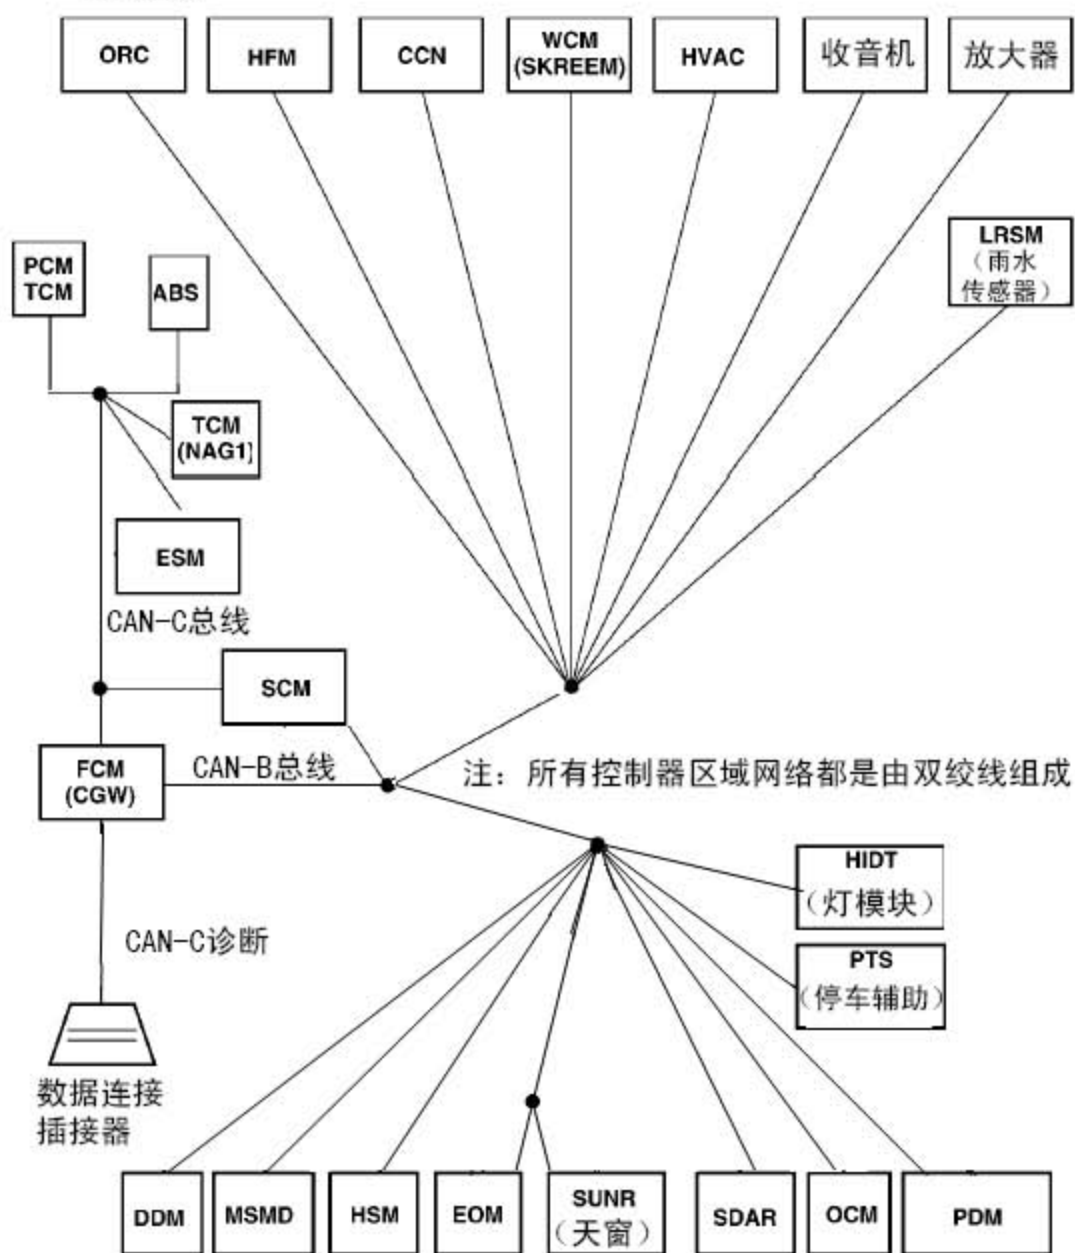 ORC
HFM
CCN
WCM
(SKREEM)
HVAC
收音机
放大器
LRSM
（雨水
传感器）
PCM
TCM
ABS
TCM
(NAG1)
ESM
CAN-C总线
SCM
FCM
(CGW)
CAN-B总线
注：所有控制器区域网络都是由双绞线组成
HIDT
（灯模块）
PTS
（停车辅助）
CAN-C诊断
数据连接
插接器
DDM
MSMD
HSM
EOM
SUNR
（天窗）
SDAR
OCM
PDM